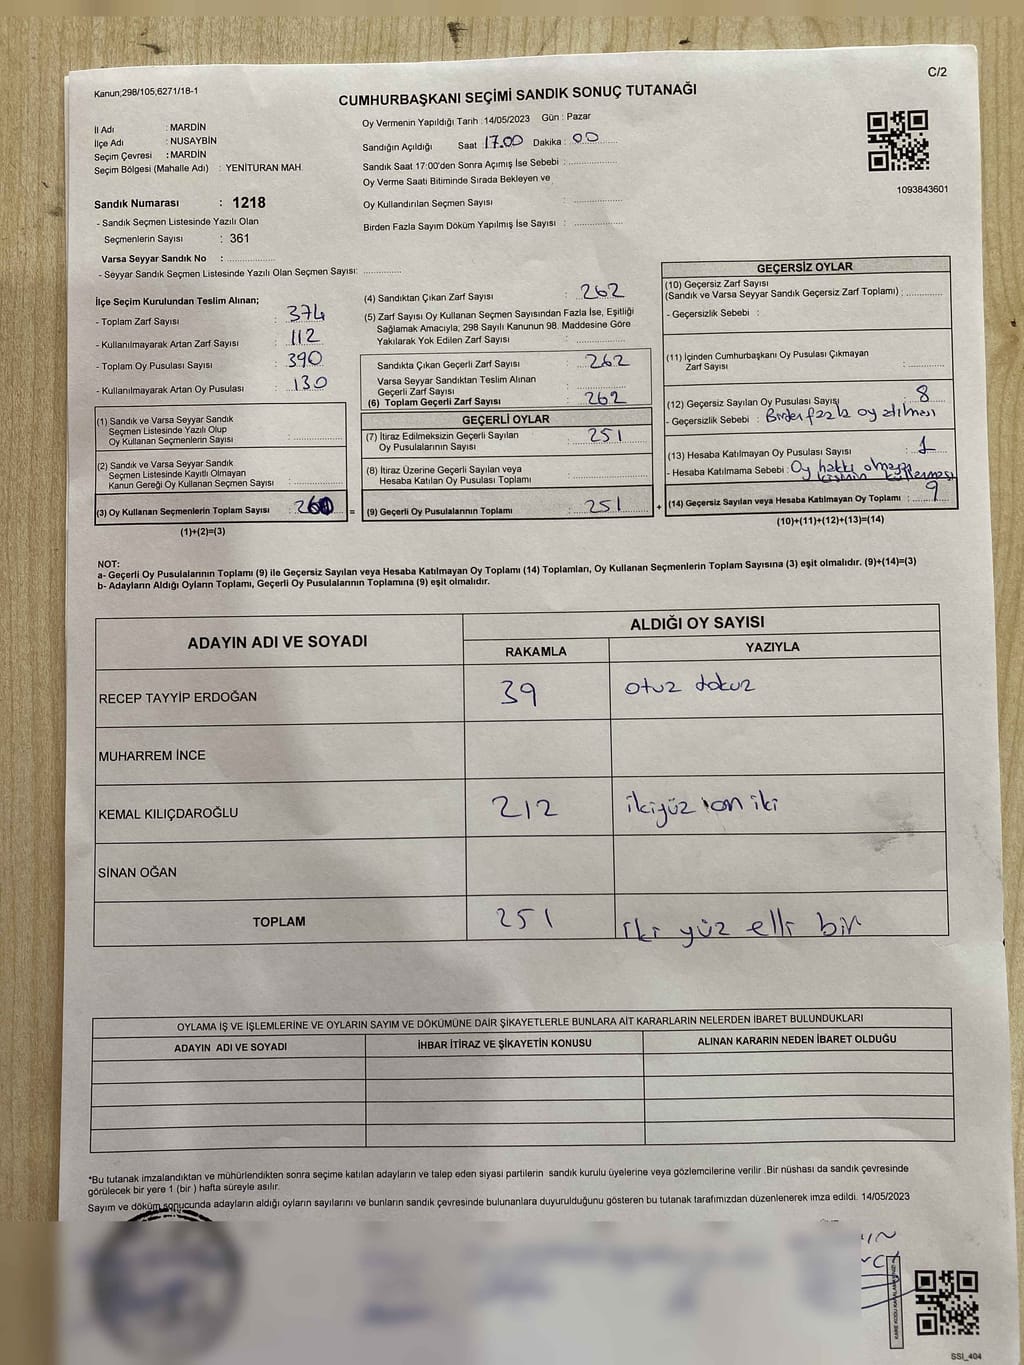 C/2
Kanun;298/105,6271/18-1
CUMHURBAŞKANI SEÇİMİ SANDIK SONUÇ TUTANAĞI
İl Adı : MARDİN
İlçe Adı : NUSAYBİN
Seçim Çevresi : MARDİN
Seçim Bölgesi (Mahalle Adı) : YENİTURAN MAH.
Oy Vermenin Yapıldığı Tarih : 14/05/2023 Gün : Pazar
Sandığın Açıldığı Saat 17.00 Dakika : 00
Sandık Saat 17:00'den Sonra Açımış İse Sebebi :
Oy Verme Saati Bitiminde Sırada Bekleyen ve
Oy Kullandırılan Seçmen Sayısı :
Birden Fazla Sayım Döküm Yapılmış İse Sayısı :
1093843601
Sandık Numarası : 1218
- Sandık Seçmen Listesinde Yazılı Olan
Seçmenlerin Sayısı : 361
Varsa Seyyar Sandık No :
- Seyyar Sandık Seçmen Listesinde Yazılı Olan Seçmen Sayısı:
İlçe Seçim Kurulundan Teslim Alınan;
- Toplam Zarf Sayısı : 374
- Kullanılmayarak Artan Zarf Sayısı : 112
- Toplam Oy Pusulası Sayısı : 390
- Kullanılmayarak Artan Oy Pusulası : 130
(1) Sandık ve Varsa Seyyar Sandık
Seçmen Listesinde Yazılı Olup
Oy Kullanan Seçmenlerin Sayısı :
(2) Sandık ve Varsa Seyyar Sandık
Seçmen Listesinde Kayıtlı Olmayan
Kanun Gereği Oy Kullanan Seçmen Sayısı :
(3) Oy Kullanan Seçmenlerin Toplam Sayısı : 260 =
(1)+(2)=(3)
(4) Sandıktan Çıkan Zarf Sayısı : 262
(5) Zarf Sayısı Oy Kullanan Seçmen Sayısından Fazla İse, Eşitliği
Sağlamak Amacıyla; 298 Sayılı Kanunun 98. Maddesine Göre
Yakılarak Yok Edilen Zarf Sayısı :
Sandıkta Çıkan Geçerli Zarf Sayısı : 262
Varsa Seyyar Sandıktan Teslim Alınan
Geçerli Zarf Sayısı :
(6) Toplam Geçerli Zarf Sayısı : 262
GEÇERLİ OYLAR
(7) İtiraz Edilmeksizin Geçerli Sayılan
Oy Pusulalarının Sayısı : 251
(8) İtiraz Üzerine Geçerli Sayılan veya
Hesaba Katılan Oy Pusulası Toplamı :
(9) Geçerli Oy Pusulalarının Toplamı : 251 +
GEÇERSİZ OYLAR
(10) Geçersiz Zarf Sayısı
(Sandık ve Varsa Seyyar Sandık Geçersiz Zarf Toplamı) :
- Geçersizlik Sebebi :
(11) İçinden Cumhurbaşkanı Oy Pusulası Çıkmayan
Zarf Sayısı :
(12) Geçersiz Sayılan Oy Pusulası Sayısı : 8
- Geçersizlik Sebebi : Birden fazla oy edilmesi
(13) Hesaba Katılmayan Oy Pusulası Sayısı : 1
- Hesaba Katılmama Sebebi : Oy hakkı olmayan
(14) Geçersiz Sayılan veya Hesaba Katılmayan Oy Toplamı : 9
(10)+(11)+(12)+(13)=(14)
NOT:
a- Geçerli Oy Pusulalarının Toplamı (9) ile Geçersiz Sayılan veya Hesaba Katılmayan Oy Toplamı (14) Toplamları, Oy Kullanan Seçmenlerin Toplam Sayısına (3) eşit olmalıdır. (9)+(14)=(3)
b- Adayların Aldığı Oyların Toplamı, Geçerli Oy Pusulalarının Toplamına (9) eşit olmalıdır.
ADAYIN ADI VE SOYADI ALDIĞI OY SAYISI
RAKAMLA YAZIYLA
RECEP TAYYİP ERDOĞAN 39 otuz dokuz
MUHARREM İNCE
KEMAL KILIÇDAROĞLU 212 ikiyüz on iki
SİNAN OĞAN
TOPLAM 251 iki yüz elli bir
OYLAMA İŞ VE İŞLEMLERİNE VE OYLARIN SAYIM VE DÖKÜMÜNE DAİR ŞİKAYETLERLE BUNLARA AİT KARARLARIN NELERDEN İBARET BULUNDUKLARI
ADAYIN ADI VE SOYADI İHBAR İTİRAZ VE ŞİKAYETİN KONUSU ALINAN KARARIN NEDEN İBARET OLDUĞU
*Bu tutanak imzalandıktan ve mühürlendikten sonra seçime katılan adayların ve talep eden siyasi partilerin sandık kurulu üyelerine veya gözlemcilerine verilir .Bir nüshası da sandık çevresinde
görülecek bir yere 1 (bir ) hafta süreyle asılır.
Sayım ve döküm sonucunda adayların aldığı oyların sayılarını ve bunların sandık çevresinde bulunanlara duyurulduğunu gösteren bu tutanak tarafımızdan düzenlenerek imza edildi. 14/05/2023
SSI_404